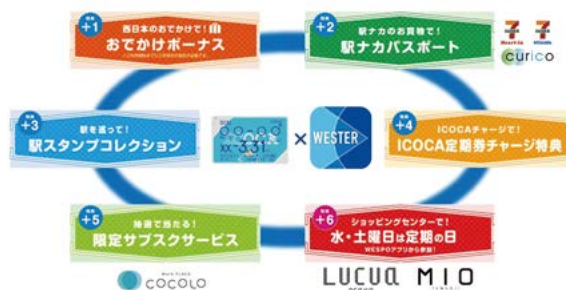 特典
+1
西日本のおでかけで!
おでかけボーナス
特典
+2
駅ナカのお買物で!
駅ナカパスポート
curico
特典
+3
駅を巡って!
駅スタンプコレクション
3.31
×
WESTER
特典
+4
ICOCAチャージで!
ICOCA定期券チャージ特典
特典
+5
抽選で当たる!
限定サブスクサービス
COCOLO
特典
+6
ショッピングセンターで!
水・土曜日は定期の日
WESPOアプリから参加!
LUCUA
MIO